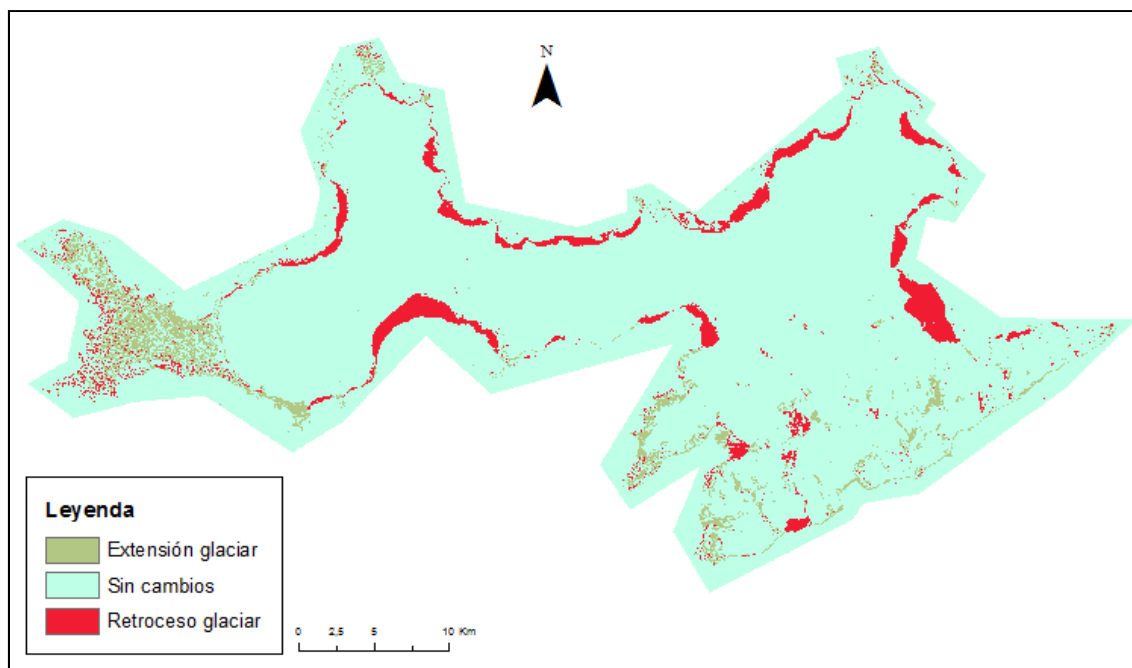 N
Leyenda
Extensión glaciar
Sin cambios
Retroceso glaciar
0 2,5 5 10 Km